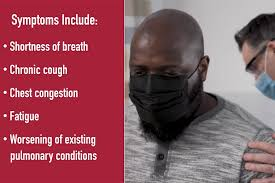 Symptoms Include:
• Shortness of breath
• Chronic cough
• Chest congestion
• Fatigue
• Worsening of existing
pulmonary conditions